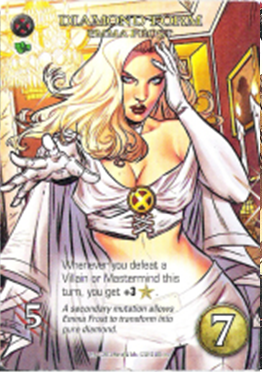 DIAMOND FORM
EMMA FROST
Whenever you defeat a
Villain or Mastermind this
turn, you get +3 .
A secondary mutation allows
Emma Frost to transform into
pure diamond.
5
7